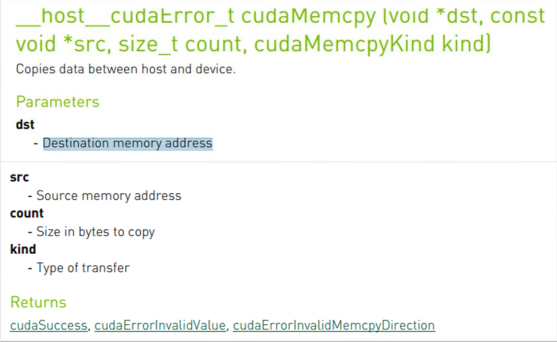 __host__cudaError_t cudaMemcpy (void *dst, const
void *src, size_t count, cudaMemcpyKind kind)
Copies data between host and device.
Parameters
dst
- Destination memory address
src
- Source memory address
count
- Size in bytes to copy
kind
- Type of transfer
Returns
cudaSuccess, cudaErrorInvalidValue, cudaErrorInvalidMemcpyDirection